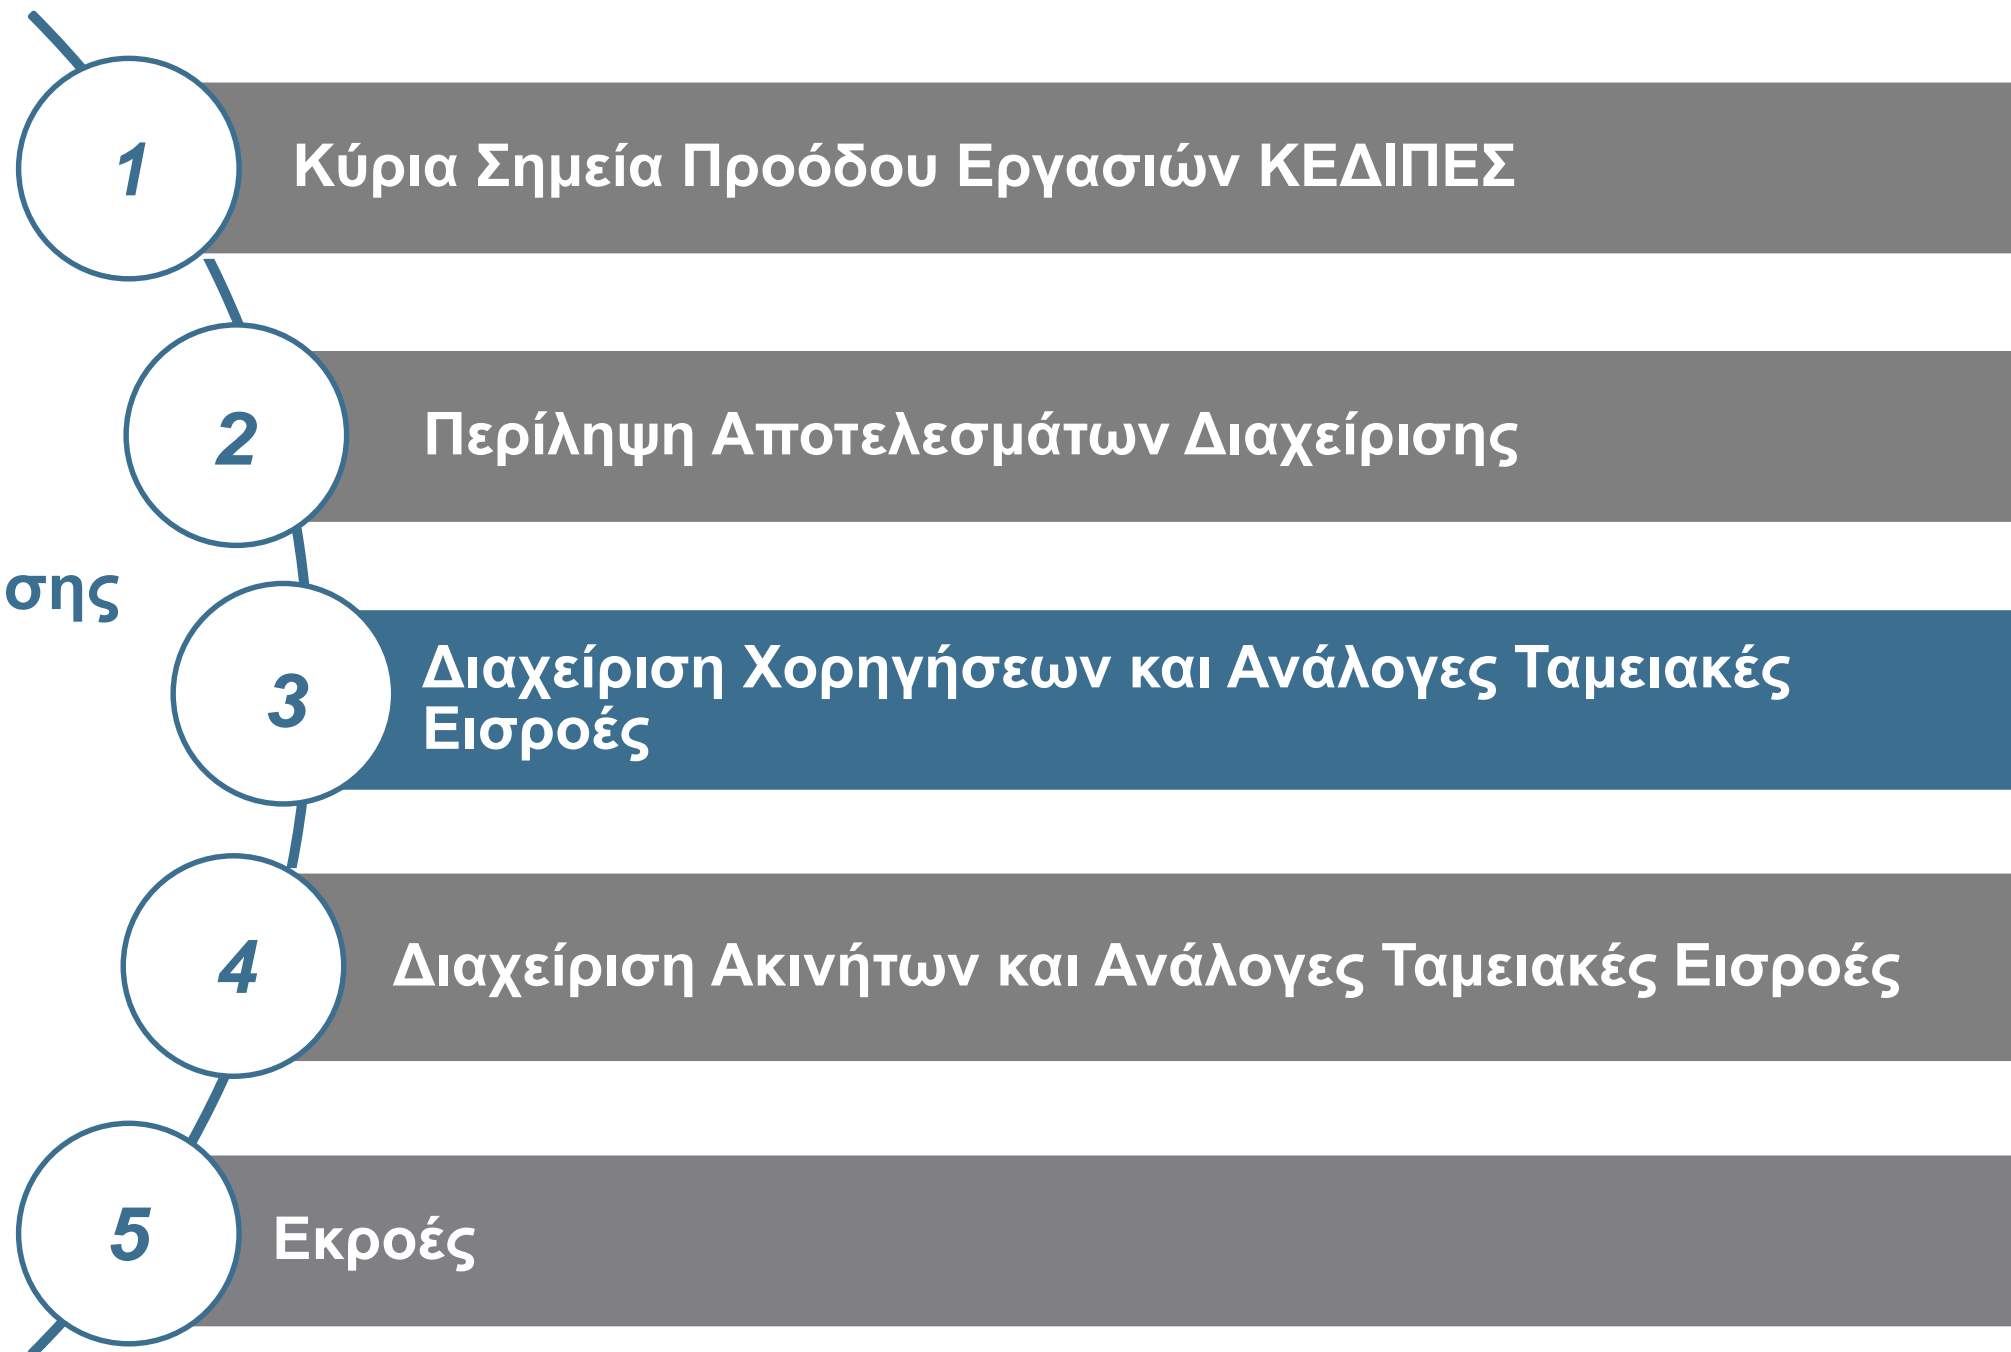 1
Κύρια Σημεία Προόδου Εργασιών ΚΕΔΙΠΕΣ
2
Περίληψη Αποτελεσμάτων Διαχείρισης
σης
3
Διαχείριση Χορηγήσεων και Ανάλογες Ταμειακές
Εισροές
4
Διαχείριση Ακινήτων και Ανάλογες Ταμειακές Εισροές
5
Εκροές